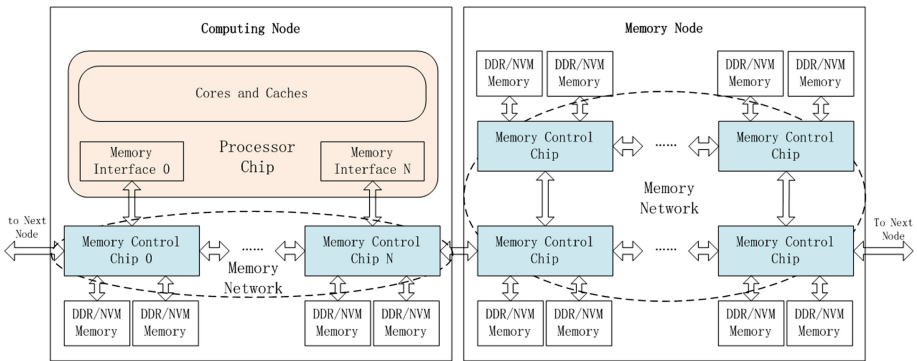 Computing Node
Cores and Caches
Processor
Chip
Memory
Interface 0
Memory
Interface N
to Next
Node
Memory Control
Chip 0
......
Memory Control
Chip N
Memory
Network
DDR/NVM
Memory
DDR/NVM
Memory
DDR/NVM
Memory
DDR/NVM
Memory
Memory Node
DDR/NVM
Memory
DDR/NVM
Memory
DDR/NVM
Memory
DDR/NVM
Memory
Memory Control
Chip
......
Memory Control
Chip
Memory
Network
Memory Control
Chip
......
Memory Control
Chip
To Next
Node
DDR/NVM
Memory
DDR/NVM
Memory
DDR/NVM
Memory
DDR/NVM
Memory